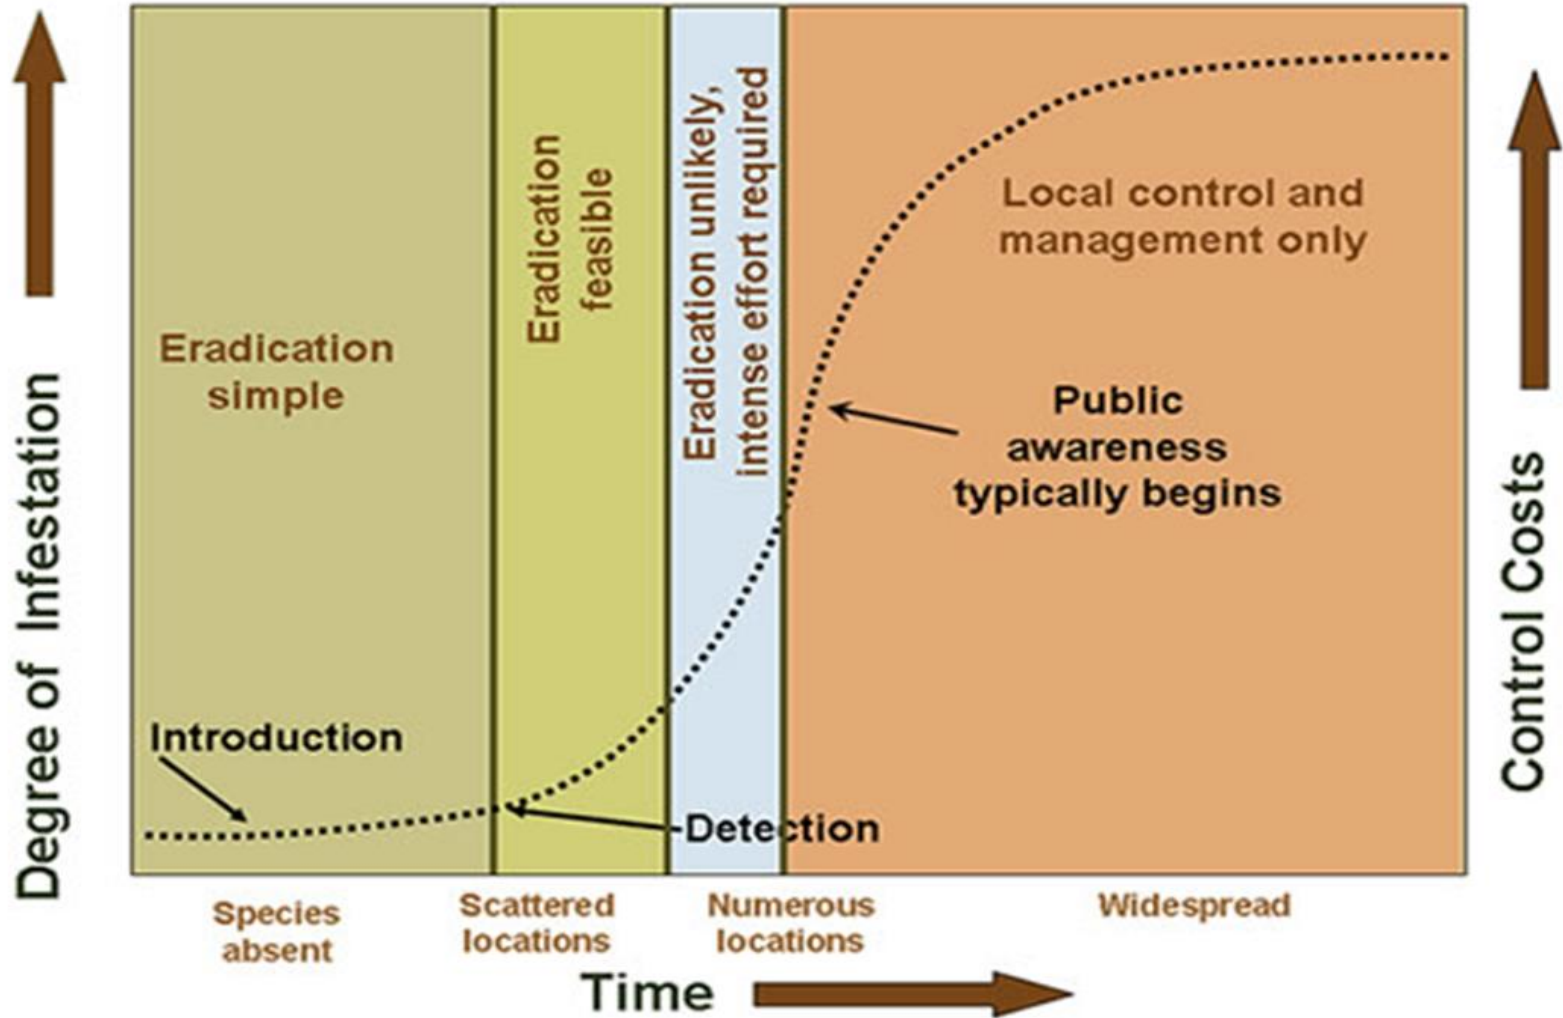 Degree of Infestation
Eradication
simple
Introduction
Eradication
feasible
Eradication unlikely,
intense effort required
Local control and
management only
Public
awareness
typically begins
Detection
Control Costs
Species
absent
Scattered
locations
Numerous
locations
Widespread
Time